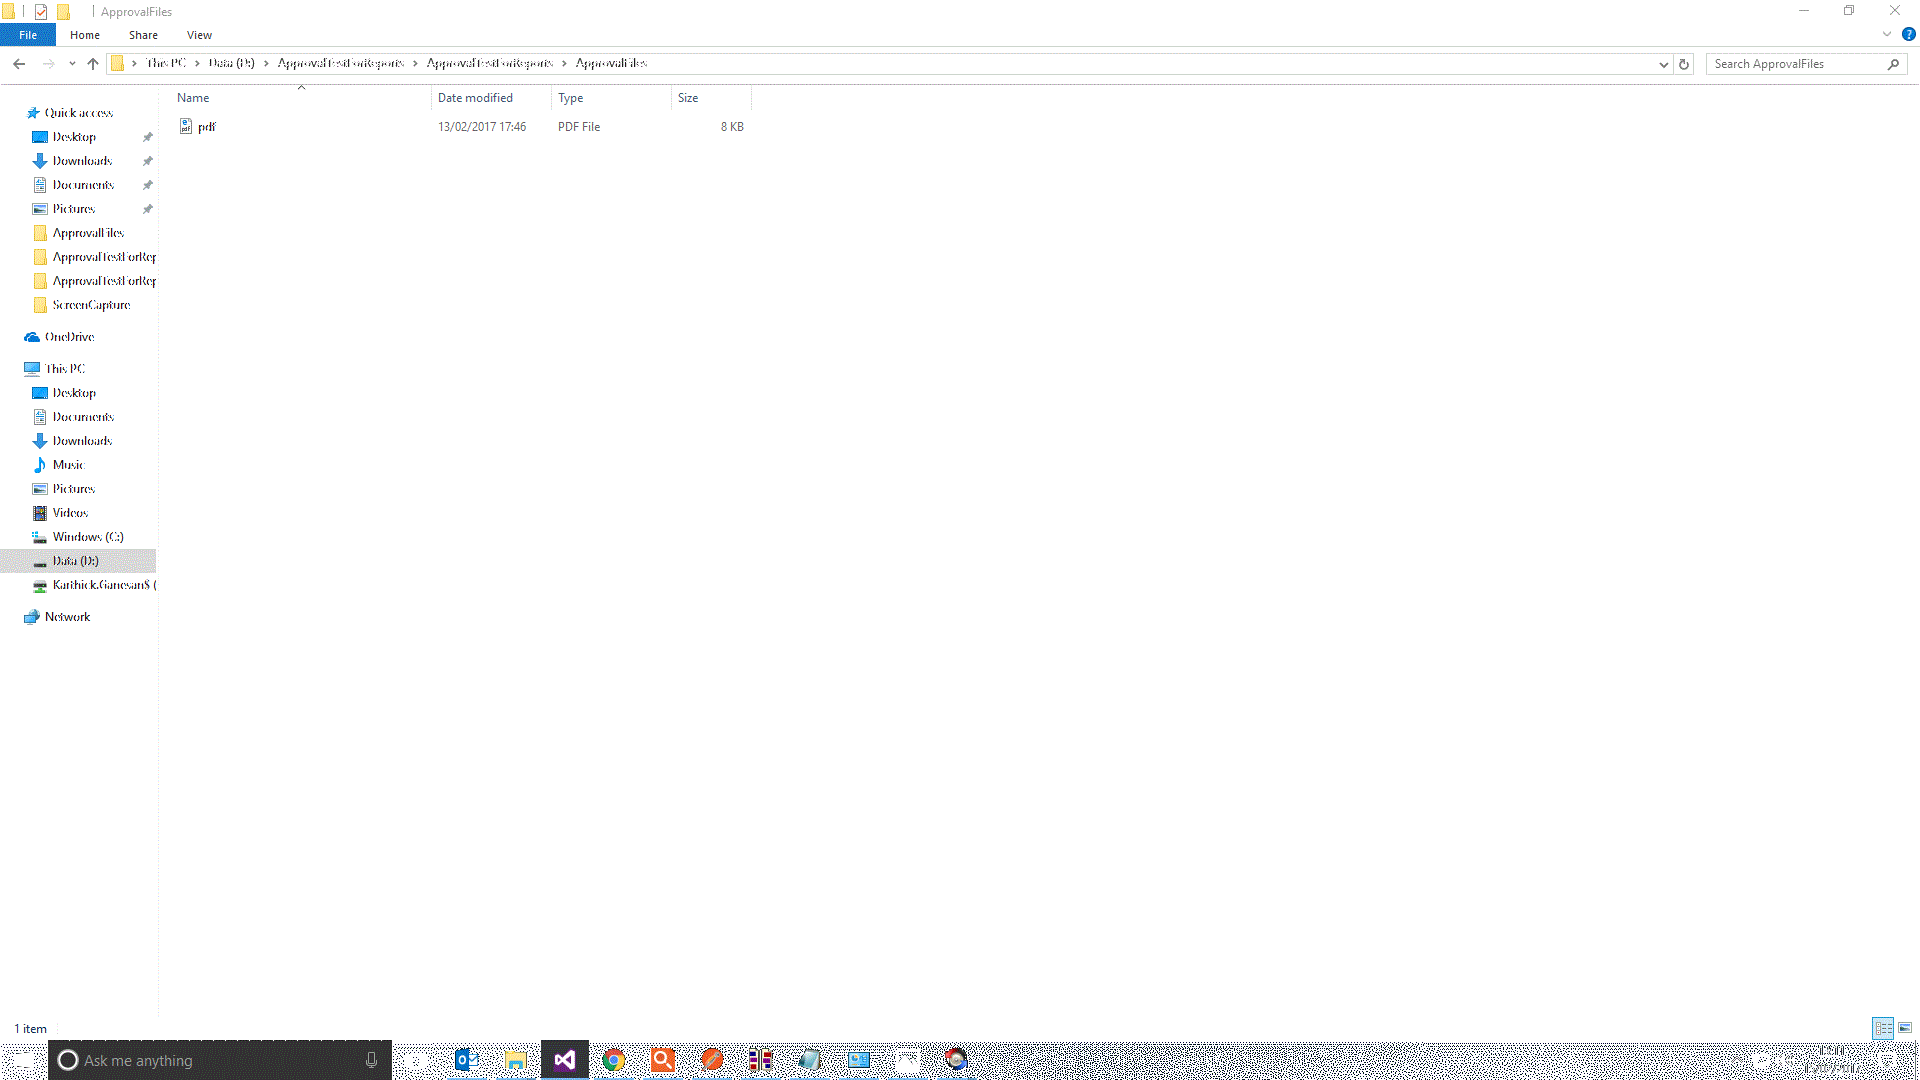 ApprovalFiles
File Home Share View
This PC Data (D:) ApprovalTestForReports ApprovalTestForReports ApprovalFiles
Search ApprovalFiles
Name Date modified Type Size
pdf 13/02/2017 17:46 PDF File 8 KB
Quick access
Desktop
Downloads
Documents
Pictures
ApprovalFiles
ApprovalTestForRep
ApprovalTestForRep
ScreenCapture
OneDrive
This PC
Desktop
Documents
Downloads
Music
Pictures
Videos
Windows (C:)
Data (D:)
Karthick.Ganesan$ (
Network
1 item
Ask me anything